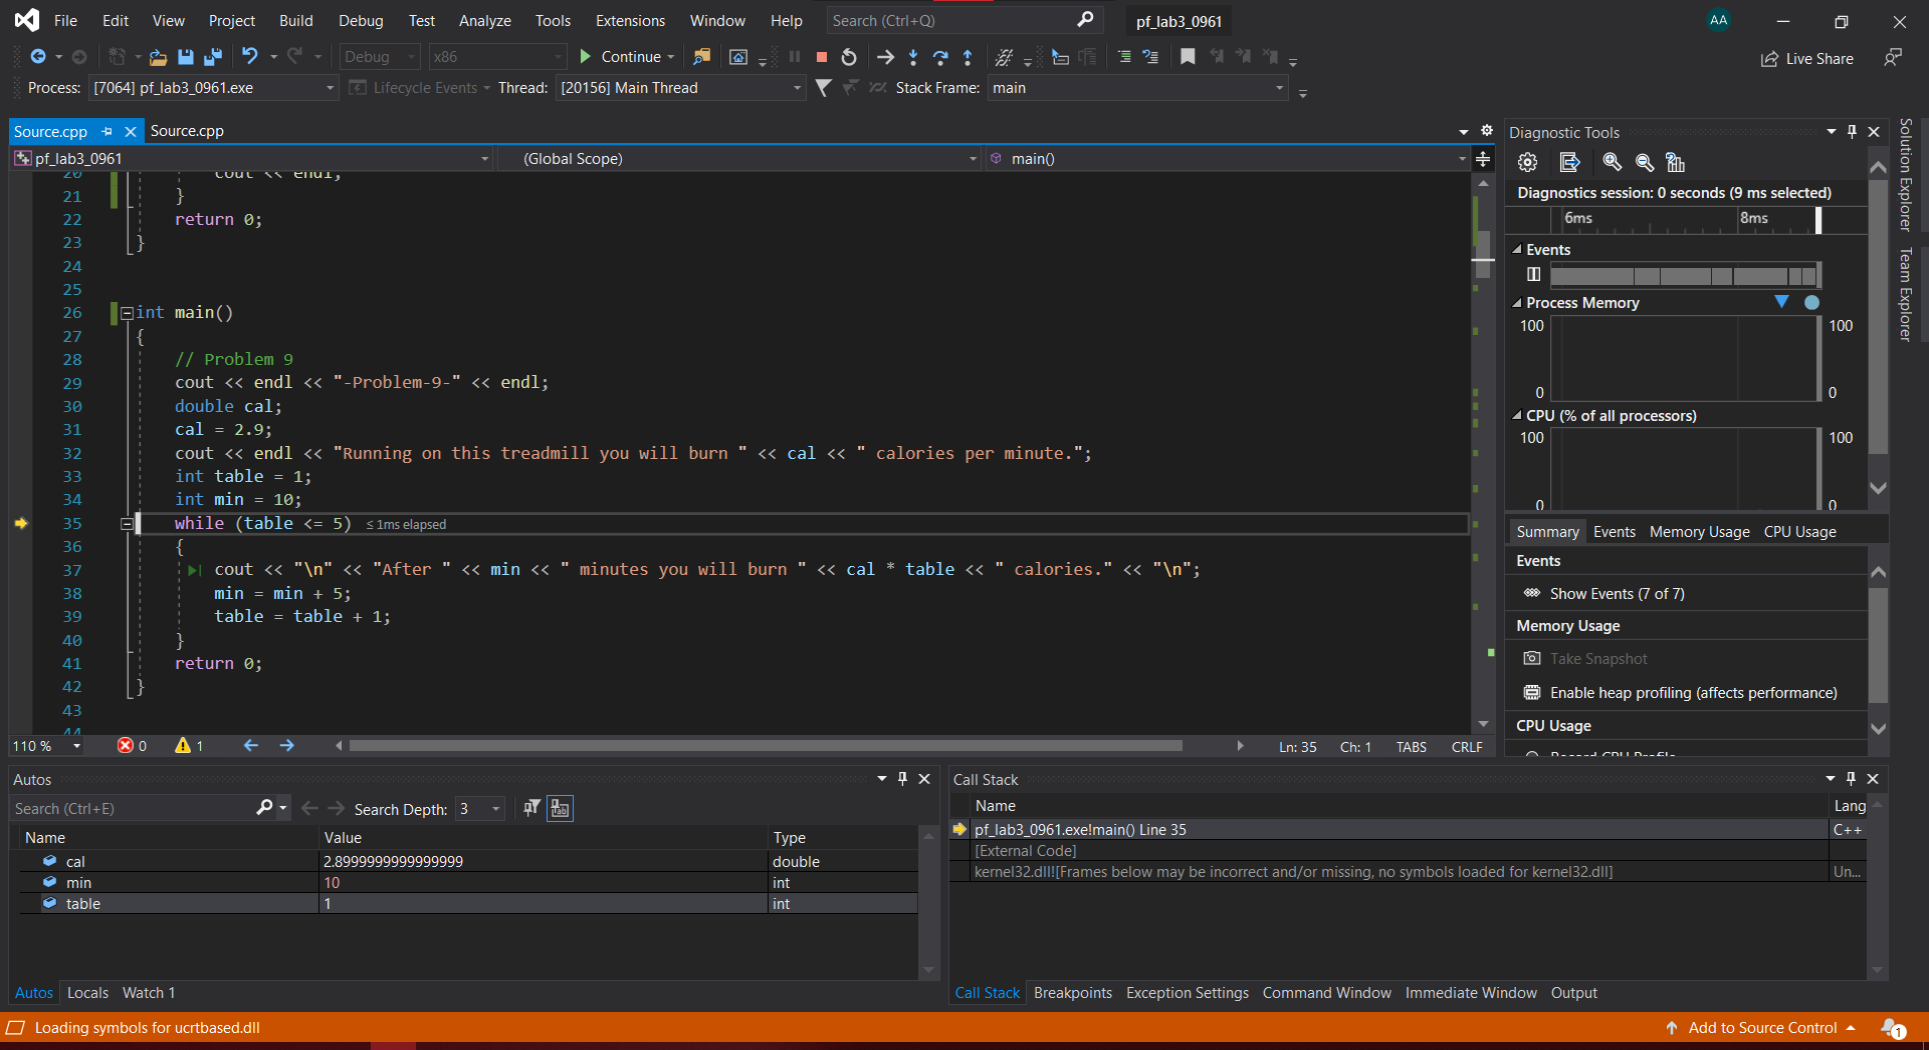 File Edit View Project Build Debug Test Analyze Tools Extensions Window Help Search (Ctrl+Q) pf_lab3_0961 AA
Debug x86 Continue Live Share
Process: [7064] pf_lab3_0961.exe Lifecycle Events Thread: [20156] Main Thread Stack Frame: main
Source.cpp Source.cpp
pf_lab3_0961 (Global Scope) main()
20 cout << endl;
21 }
22 return 0;
23 }
24
25
26 int main()
27 {
28 // Problem 9
29 cout << endl << "-Problem-9-" << endl;
30 double cal;
31 cal = 2.9;
32 cout << endl << "Running on this treadmill you will burn " << cal << " calories per minute.";
33 int table = 1;
34 int min = 10;
35 while (table <= 5) ≤ 1ms elapsed
36 {
37 cout << "\n" << "After " << min << " minutes you will burn " << cal * table << " calories." << "\n";
38 min = min + 5;
39 table = table + 1;
40 }
41 return 0;
42 }
43
44
110 % 0 1 Ln: 35 Ch: 1 TABS CRLF
Diagnostic Tools
Diagnostics session: 0 seconds (9 ms selected)
6ms 8ms
Events
Process Memory
100 100
0 0
CPU (% of all processors)
100 100
0 0
Summary Events Memory Usage CPU Usage
Events
Show Events (7 of 7)
Memory Usage
Take Snapshot
Enable heap profiling (affects performance)
CPU Usage
Record CPU Profile
Solution Explorer
Team Explorer
Autos
Search (Ctrl+E) Search Depth: 3
Name Value Type
cal 2.8999999999999999 double
min 10 int
table 1 int
Autos Locals Watch 1
Call Stack
Name Lang
pf_lab3_0961.exe!main() Line 35 C++
[External Code]
kernel32.dll![Frames below may be incorrect and/or missing, no symbols loaded for kernel32.dll] Un...
Call Stack Breakpoints Exception Settings Command Window Immediate Window Output
Loading symbols for ucrtbased.dll Add to Source Control 1